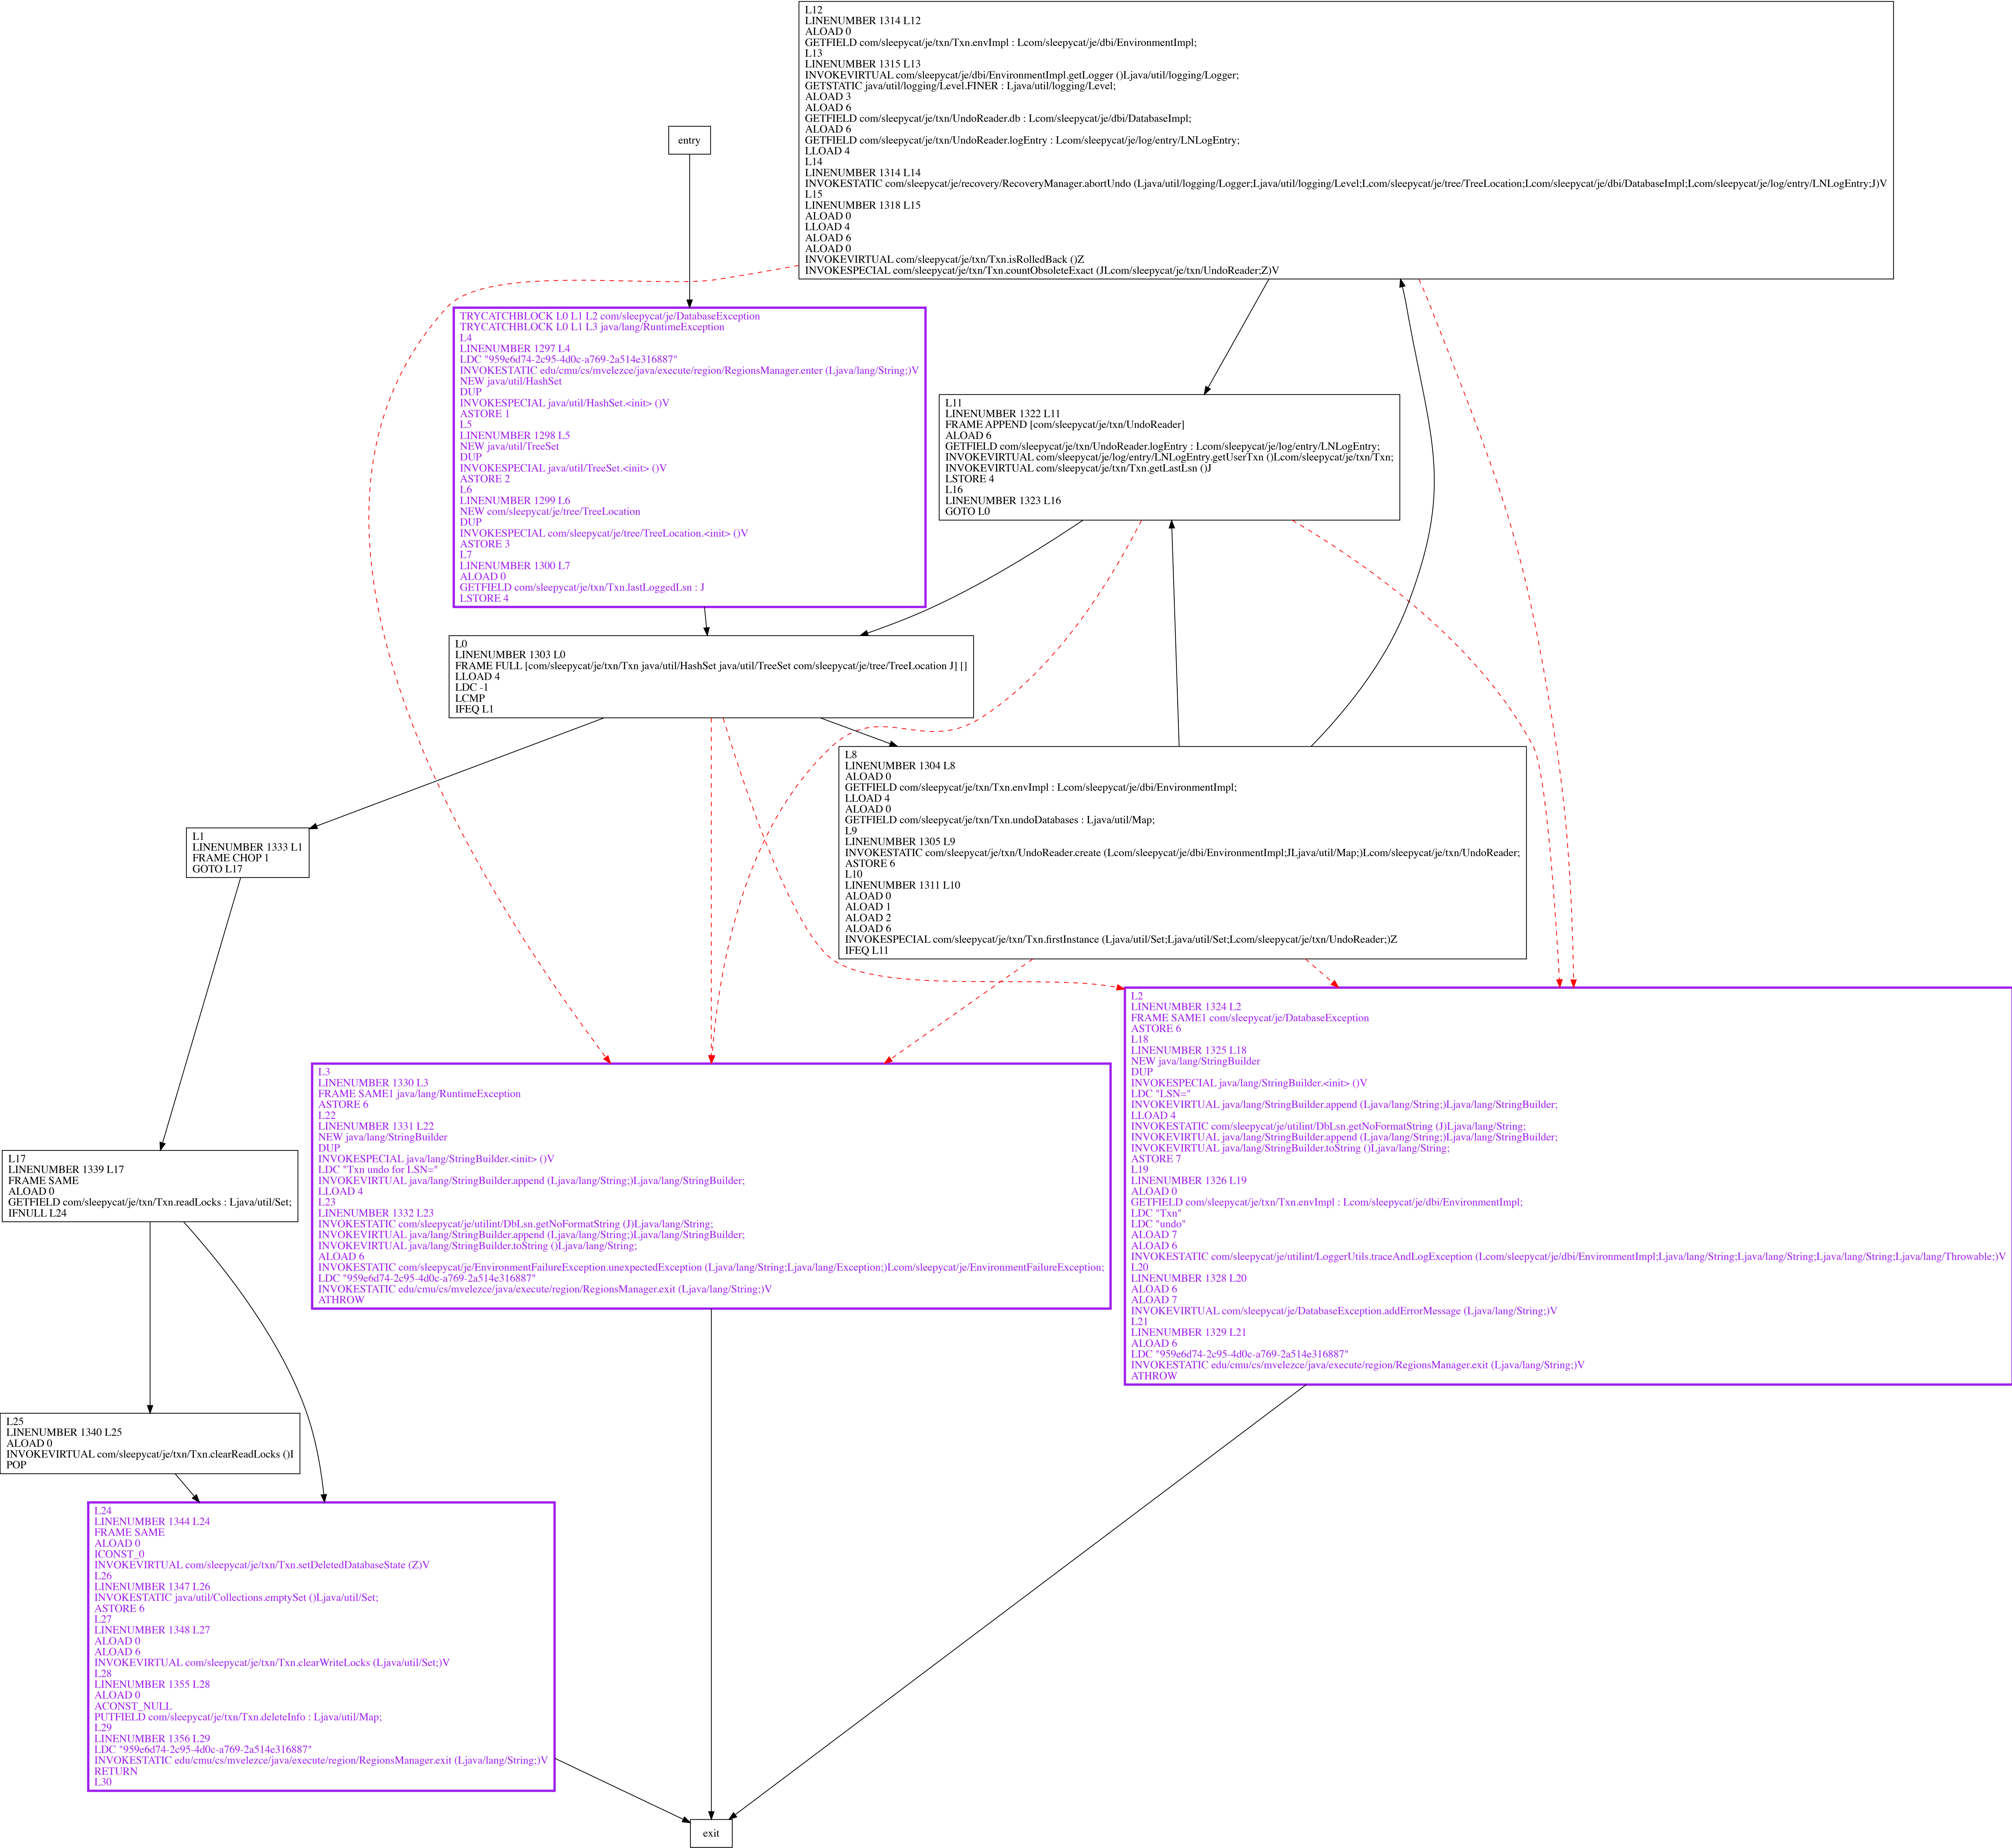 L12
LINENUMBER 1314 L12
ALOAD 0
GETFIELD com/sleepycat/je/txn/Txn.envImpl : Lcom/sleepycat/je/dbi/EnvironmentImpl;
L13
LINENUMBER 1315 L13
INVOKEVIRTUAL com/sleepycat/je/dbi/EnvironmentImpl.getLogger ()Ljava/util/logging/Logger;
GETSTATIC java/util/logging/Level.FINER : Ljava/util/logging/Level;
ALOAD 3
ALOAD 6
GETFIELD com/sleepycat/je/txn/UndoReader.db : Lcom/sleepycat/je/dbi/DatabaseImpl;
ALOAD 6
GETFIELD com/sleepycat/je/txn/UndoReader.logEntry : Lcom/sleepycat/je/log/entry/LNLogEntry;
LLOAD 4
L14
LINENUMBER 1314 L14
INVOKESTATIC com/sleepycat/je/recovery/RecoveryManager.abortUndo (Ljava/util/logging/Logger;Ljava/util/logging/Level;Lcom/sleepycat/je/tree/TreeLocation;Lcom/sleepycat/je/dbi/DatabaseImpl;Lcom/sleepycat/je/log/entry/LNLogEntry;J)V
L15
LINENUMBER 1318 L15
ALOAD 0
LLOAD 4
ALOAD 6
ALOAD 0
INVOKEVIRTUAL com/sleepycat/je/txn/Txn.isRolledBack ()Z
INVOKESPECIAL com/sleepycat/je/txn/Txn.countObsoleteExact (JLcom/sleepycat/je/txn/UndoReader;Z)V
entry
TRYCATCHBLOCK L0 L1 L2 com/sleepycat/je/DatabaseException
TRYCATCHBLOCK L0 L1 L3 java/lang/RuntimeException
L4
LINENUMBER 1297 L4
LDC "959e6d74-2c95-4d0c-a769-2a514e316887"
INVOKESTATIC edu/cmu/cs/mvelezce/java/execute/region/RegionsManager.enter (Ljava/lang/String;)V
NEW java/util/HashSet
DUP
INVOKESPECIAL java/util/HashSet.<init> ()V
ASTORE 1
L5
LINENUMBER 1298 L5
NEW java/util/TreeSet
DUP
INVOKESPECIAL java/util/TreeSet.<init> ()V
ASTORE 2
L6
LINENUMBER 1299 L6
NEW com/sleepycat/je/tree/TreeLocation
DUP
INVOKESPECIAL com/sleepycat/je/tree/TreeLocation.<init> ()V
ASTORE 3
L7
LINENUMBER 1300 L7
ALOAD 0
GETFIELD com/sleepycat/je/txn/Txn.lastLoggedLsn : J
LSTORE 4
L11
LINENUMBER 1322 L11
FRAME APPEND [com/sleepycat/je/txn/UndoReader]
ALOAD 6
GETFIELD com/sleepycat/je/txn/UndoReader.logEntry : Lcom/sleepycat/je/log/entry/LNLogEntry;
INVOKEVIRTUAL com/sleepycat/je/log/entry/LNLogEntry.getUserTxn ()Lcom/sleepycat/je/txn/Txn;
INVOKEVIRTUAL com/sleepycat/je/txn/Txn.getLastLsn ()J
LSTORE 4
L16
LINENUMBER 1323 L16
GOTO L0
L0
LINENUMBER 1303 L0
FRAME FULL [com/sleepycat/je/txn/Txn java/util/HashSet java/util/TreeSet com/sleepycat/je/tree/TreeLocation J] []
LLOAD 4
LDC -1
LCMP
IFEQ L1
L8
LINENUMBER 1304 L8
ALOAD 0
GETFIELD com/sleepycat/je/txn/Txn.envImpl : Lcom/sleepycat/je/dbi/EnvironmentImpl;
LLOAD 4
ALOAD 0
GETFIELD com/sleepycat/je/txn/Txn.undoDatabases : Ljava/util/Map;
L9
LINENUMBER 1305 L9
INVOKESTATIC com/sleepycat/je/txn/UndoReader.create (Lcom/sleepycat/je/dbi/EnvironmentImpl;JLjava/util/Map;)Lcom/sleepycat/je/txn/UndoReader;
ASTORE 6
L10
LINENUMBER 1311 L10
ALOAD 0
ALOAD 1
ALOAD 2
ALOAD 6
INVOKESPECIAL com/sleepycat/je/txn/Txn.firstInstance (Ljava/util/Set;Ljava/util/Set;Lcom/sleepycat/je/txn/UndoReader;)Z
IFEQ L11
L1
LINENUMBER 1333 L1
FRAME CHOP 1
GOTO L17
L2
LINENUMBER 1324 L2
FRAME SAME1 com/sleepycat/je/DatabaseException
ASTORE 6
L18
LINENUMBER 1325 L18
NEW java/lang/StringBuilder
DUP
INVOKESPECIAL java/lang/StringBuilder.<init> ()V
LDC "LSN="
INVOKEVIRTUAL java/lang/StringBuilder.append (Ljava/lang/String;)Ljava/lang/StringBuilder;
LLOAD 4
INVOKESTATIC com/sleepycat/je/utilint/DbLsn.getNoFormatString (J)Ljava/lang/String;
INVOKEVIRTUAL java/lang/StringBuilder.append (Ljava/lang/String;)Ljava/lang/StringBuilder;
INVOKEVIRTUAL java/lang/StringBuilder.toString ()Ljava/lang/String;
ASTORE 7
L19
LINENUMBER 1326 L19
ALOAD 0
GETFIELD com/sleepycat/je/txn/Txn.envImpl : Lcom/sleepycat/je/dbi/EnvironmentImpl;
LDC "Txn"
LDC "undo"
ALOAD 7
ALOAD 6
INVOKESTATIC com/sleepycat/je/utilint/LoggerUtils.traceAndLogException (Lcom/sleepycat/je/dbi/EnvironmentImpl;Ljava/lang/String;Ljava/lang/String;Ljava/lang/String;Ljava/lang/Throwable;)V
L20
LINENUMBER 1328 L20
ALOAD 6
ALOAD 7
INVOKEVIRTUAL com/sleepycat/je/DatabaseException.addErrorMessage (Ljava/lang/String;)V
L21
LINENUMBER 1329 L21
ALOAD 6
LDC "959e6d74-2c95-4d0c-a769-2a514e316887"
INVOKESTATIC edu/cmu/cs/mvelezce/java/execute/region/RegionsManager.exit (Ljava/lang/String;)V
ATHROW
L3
LINENUMBER 1330 L3
FRAME SAME1 java/lang/RuntimeException
ASTORE 6
L22
LINENUMBER 1331 L22
NEW java/lang/StringBuilder
DUP
INVOKESPECIAL java/lang/StringBuilder.<init> ()V
LDC "Txn undo for LSN="
INVOKEVIRTUAL java/lang/StringBuilder.append (Ljava/lang/String;)Ljava/lang/StringBuilder;
LLOAD 4
L23
LINENUMBER 1332 L23
INVOKESTATIC com/sleepycat/je/utilint/DbLsn.getNoFormatString (J)Ljava/lang/String;
INVOKEVIRTUAL java/lang/StringBuilder.append (Ljava/lang/String;)Ljava/lang/StringBuilder;
INVOKEVIRTUAL java/lang/StringBuilder.toString ()Ljava/lang/String;
ALOAD 6
INVOKESTATIC com/sleepycat/je/EnvironmentFailureException.unexpectedException (Ljava/lang/String;Ljava/lang/Exception;)Lcom/sleepycat/je/EnvironmentFailureException;
LDC "959e6d74-2c95-4d0c-a769-2a514e316887"
INVOKESTATIC edu/cmu/cs/mvelezce/java/execute/region/RegionsManager.exit (Ljava/lang/String;)V
ATHROW
L17
LINENUMBER 1339 L17
FRAME SAME
ALOAD 0
GETFIELD com/sleepycat/je/txn/Txn.readLocks : Ljava/util/Set;
IFNULL L24
L25
LINENUMBER 1340 L25
ALOAD 0
INVOKEVIRTUAL com/sleepycat/je/txn/Txn.clearReadLocks ()I
POP
L24
LINENUMBER 1344 L24
FRAME SAME
ALOAD 0
ICONST_0
INVOKEVIRTUAL com/sleepycat/je/txn/Txn.setDeletedDatabaseState (Z)V
L26
LINENUMBER 1347 L26
INVOKESTATIC java/util/Collections.emptySet ()Ljava/util/Set;
ASTORE 6
L27
LINENUMBER 1348 L27
ALOAD 0
ALOAD 6
INVOKEVIRTUAL com/sleepycat/je/txn/Txn.clearWriteLocks (Ljava/util/Set;)V
L28
LINENUMBER 1355 L28
ALOAD 0
ACONST_NULL
PUTFIELD com/sleepycat/je/txn/Txn.deleteInfo : Ljava/util/Map;
L29
LINENUMBER 1356 L29
LDC "959e6d74-2c95-4d0c-a769-2a514e316887"
INVOKESTATIC edu/cmu/cs/mvelezce/java/execute/region/RegionsManager.exit (Ljava/lang/String;)V
RETURN
L30
exit